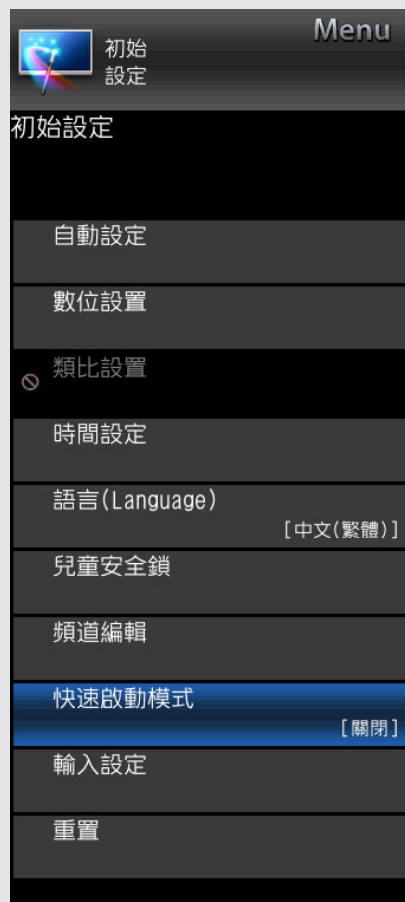 Menu
初始
設定
初始設定
自動設定
數位設置
類比設置
時間設定
語言(Language)
[中文(繁體)]
兒童安全鎖
頻道編輯
快速啟動模式
[關閉]
輸入設定
重置